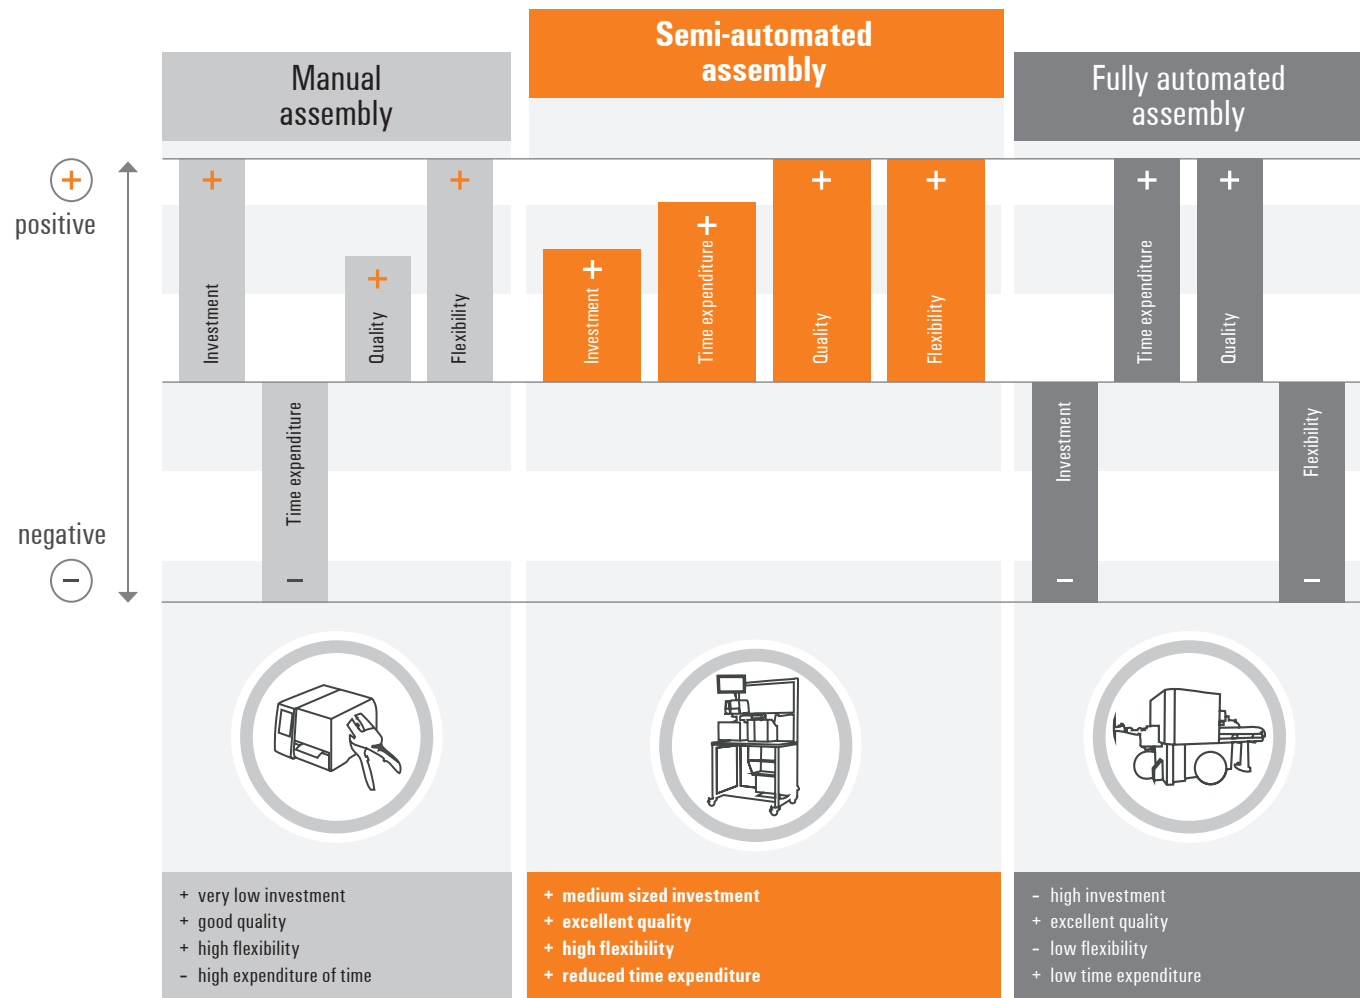 Manual
assembly
Semi-automated
assembly
Fully automated
assembly
+
positive
negative
−
+
Investment
Time expenditure
−
+
Quality
+
Flexibility
+
Investment
+
Time expenditure
+
Quality
+
Flexibility
Investment
−
+
Time expenditure
+
Quality
Flexibility
−
+ very low investment
+ good quality
+ high flexibility
- high expenditure of time
+ medium sized investment
+ excellent quality
+ high flexibility
+ reduced time expenditure
- high investment
+ excellent quality
- low flexibility
+ low time expenditure